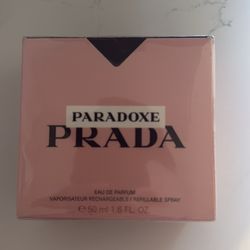 PARADOXE
PRADA
EAU DE PARFUM
VAPORISATEUR RECHARGEABLE / REFILLABLE SPRAY
℮ 50 ml 1.6 FL. OZ.